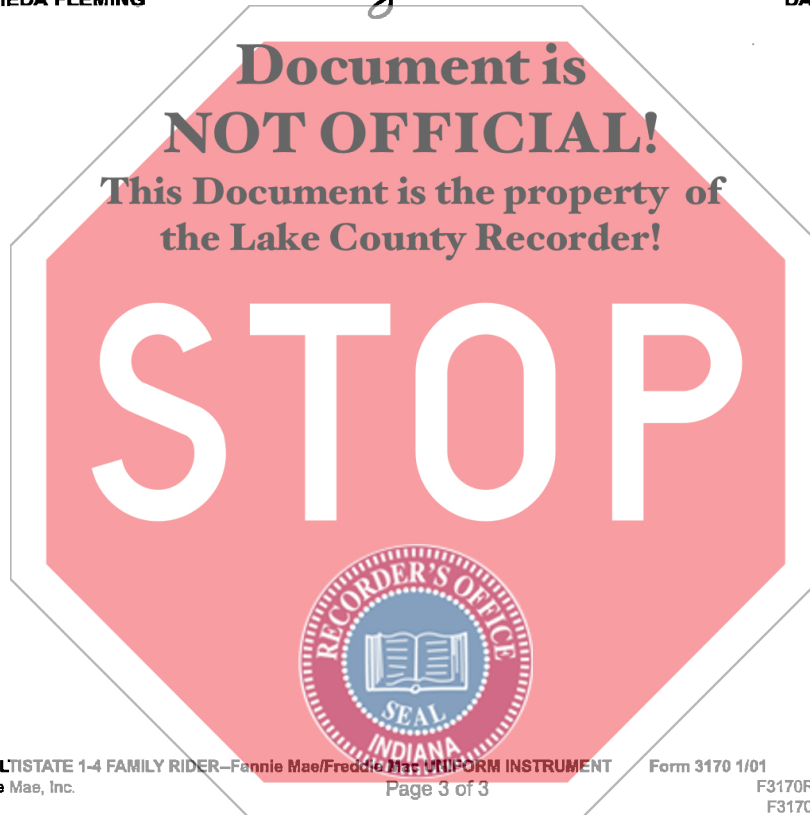 FLEMING
Document is
NOT OFFICIAL!
This Document is the property of
the Lake County Recorder!
STOP
RECORDER'S OFFICE
SEAL
INDIANA
LTISTATE 1-4 FAMILY RIDER–Fannie Mae/Freddie Mac UNIFORM INSTRUMENT Form 3170 1/01
e Mae, Inc. Page 3 of 3 F3170R
F3170